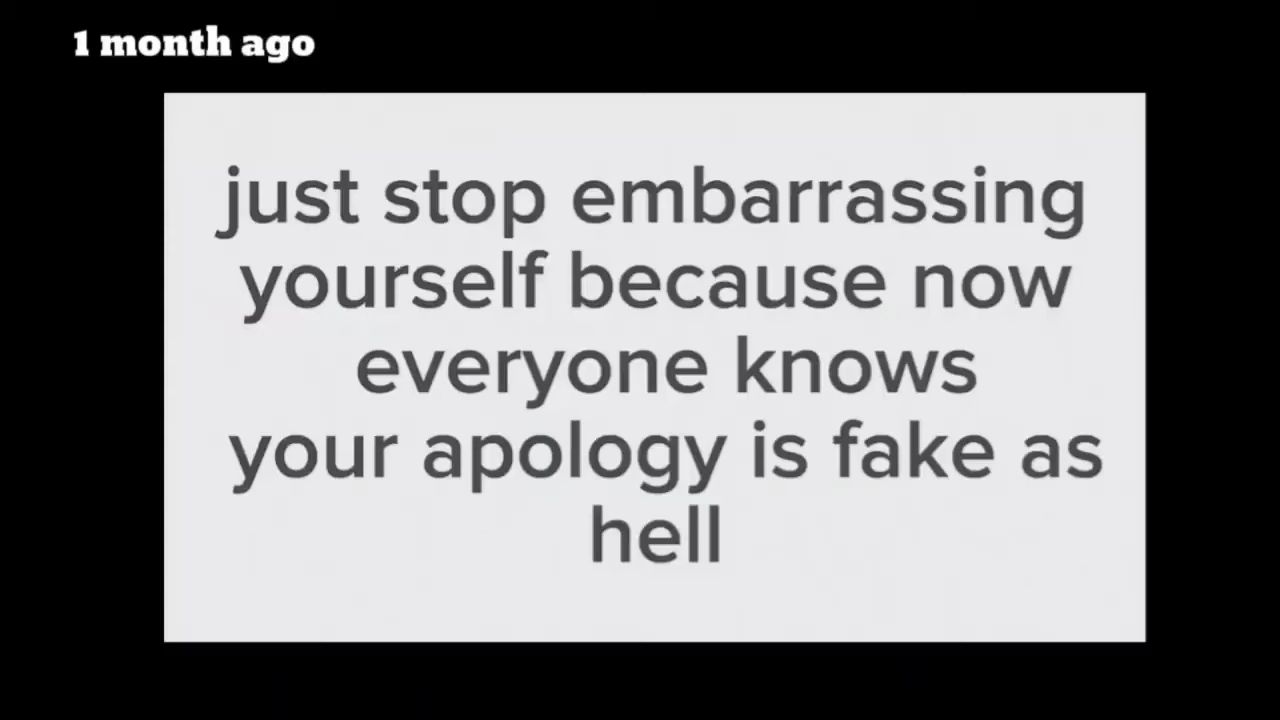 1 month ago
just stop embarrassing
yourself because now
everyone knows
your apology is fake as
hell